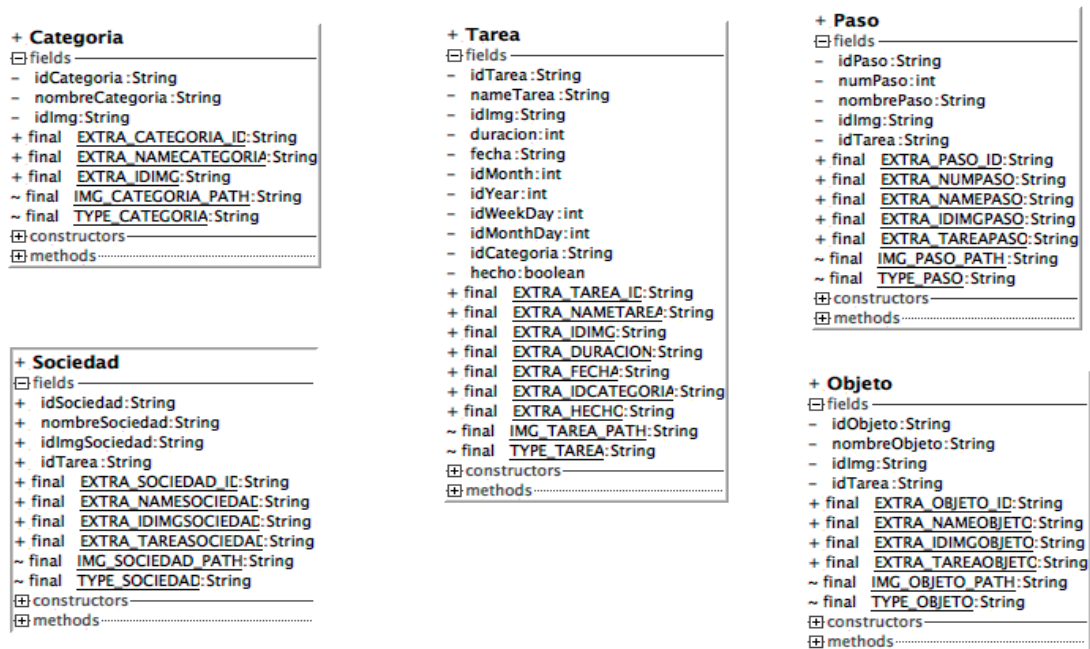 + Categoria
fields
- idCategoria:String
- nombreCategoria:String
- idImg:String
+ final EXTRA_CATEGORIA_ID:String
+ final EXTRA_NAMECATEGORIA:String
+ final EXTRA_IDIMG:String
~ final IMG_CATEGORIA_PATH:String
~ final TYPE_CATEGORIA:String
constructors
methods
+ Sociedad
fields
+ idSociedad:String
+ nombreSociedad:String
+ idImgSociedad:String
+ idTarea:String
+ final EXTRA_SOCIEDAD_ID:String
+ final EXTRA_NAMESOCIEDAD:String
+ final EXTRA_IDIMGSOCIEDAD:String
+ final EXTRA_TAREASOCIEDAD:String
~ final IMG_SOCIEDAD_PATH:String
~ final TYPE_SOCIEDAD:String
constructors
methods
+ Tarea
fields
- idTarea:String
- nameTarea:String
- idImg:String
- duracion:int
- fecha:String
- idMonth:int
- idYear:int
- idWeekDay:int
- idMonthDay:int
- idCategoria:String
- hecho:boolean
+ final EXTRA_TAREA_ID:String
+ final EXTRA_NAMETAREA:String
+ final EXTRA_IDIMG:String
+ final EXTRA_DURACION:String
+ final EXTRA_FECHA:String
+ final EXTRA_IDCATEGORIA:String
+ final EXTRA_HECHO:String
~ final IMG_TAREA_PATH:String
~ final TYPE_TAREA:String
constructors
methods
+ Paso
fields
- idPaso:String
- numPaso:int
- nombrePaso:String
- idImg:String
- idTarea:String
+ final EXTRA_PASO_ID:String
+ final EXTRA_NUMPASO:String
+ final EXTRA_NAMEPASO:String
+ final EXTRA_IDIMGPASO:String
+ final EXTRA_TAREAPASO:String
~ final IMG_PASO_PATH:String
~ final TYPE_PASO:String
constructors
methods
+ Objeto
fields
- idObjeto:String
- nombreObjeto:String
- idImg:String
- idTarea:String
+ final EXTRA_OBJETO_ID:String
+ final EXTRA_NAMEOBJETO:String
+ final EXTRA_IDIMGOBJETO:String
+ final EXTRA_TAREAOBJETO:String
~ final IMG_OBJETO_PATH:String
~ final TYPE_OBJETO:String
constructors
methods